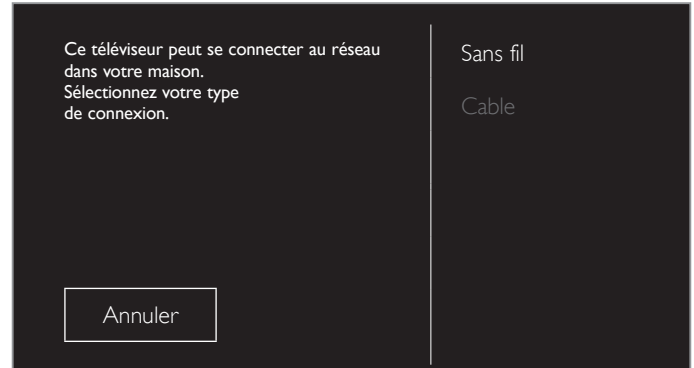 Ce téléviseur peut se connecter au réseau
dans votre maison.
Sélectionnez votre type
de connexion.
Sans fil
Cable
Annuler